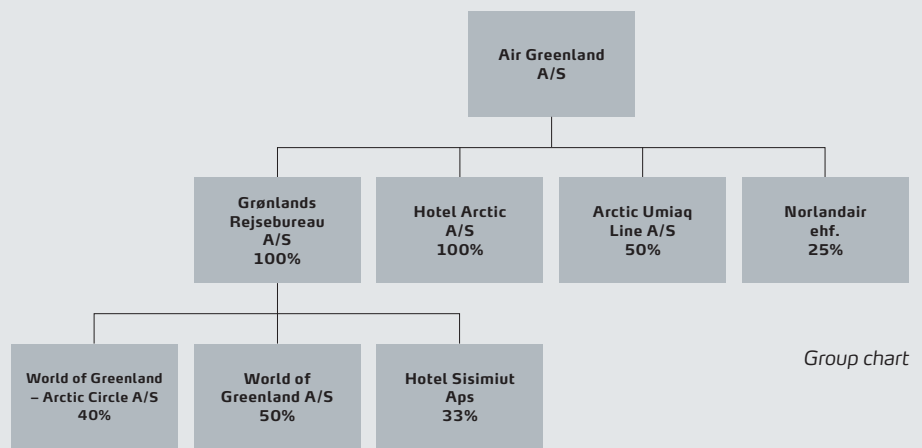 Air Greenland
A/S
Grønlands
Rejsebureau
A/S
100%
Hotel Arctic
A/S
100%
Arctic Umiaq
Line A/S
50%
Norlandair
ehf.
25%
World of Greenland
– Arctic Circle A/S
40%
World of
Greenland A/S
50%
Hotel Sisimiut
Aps
33%
Group chart